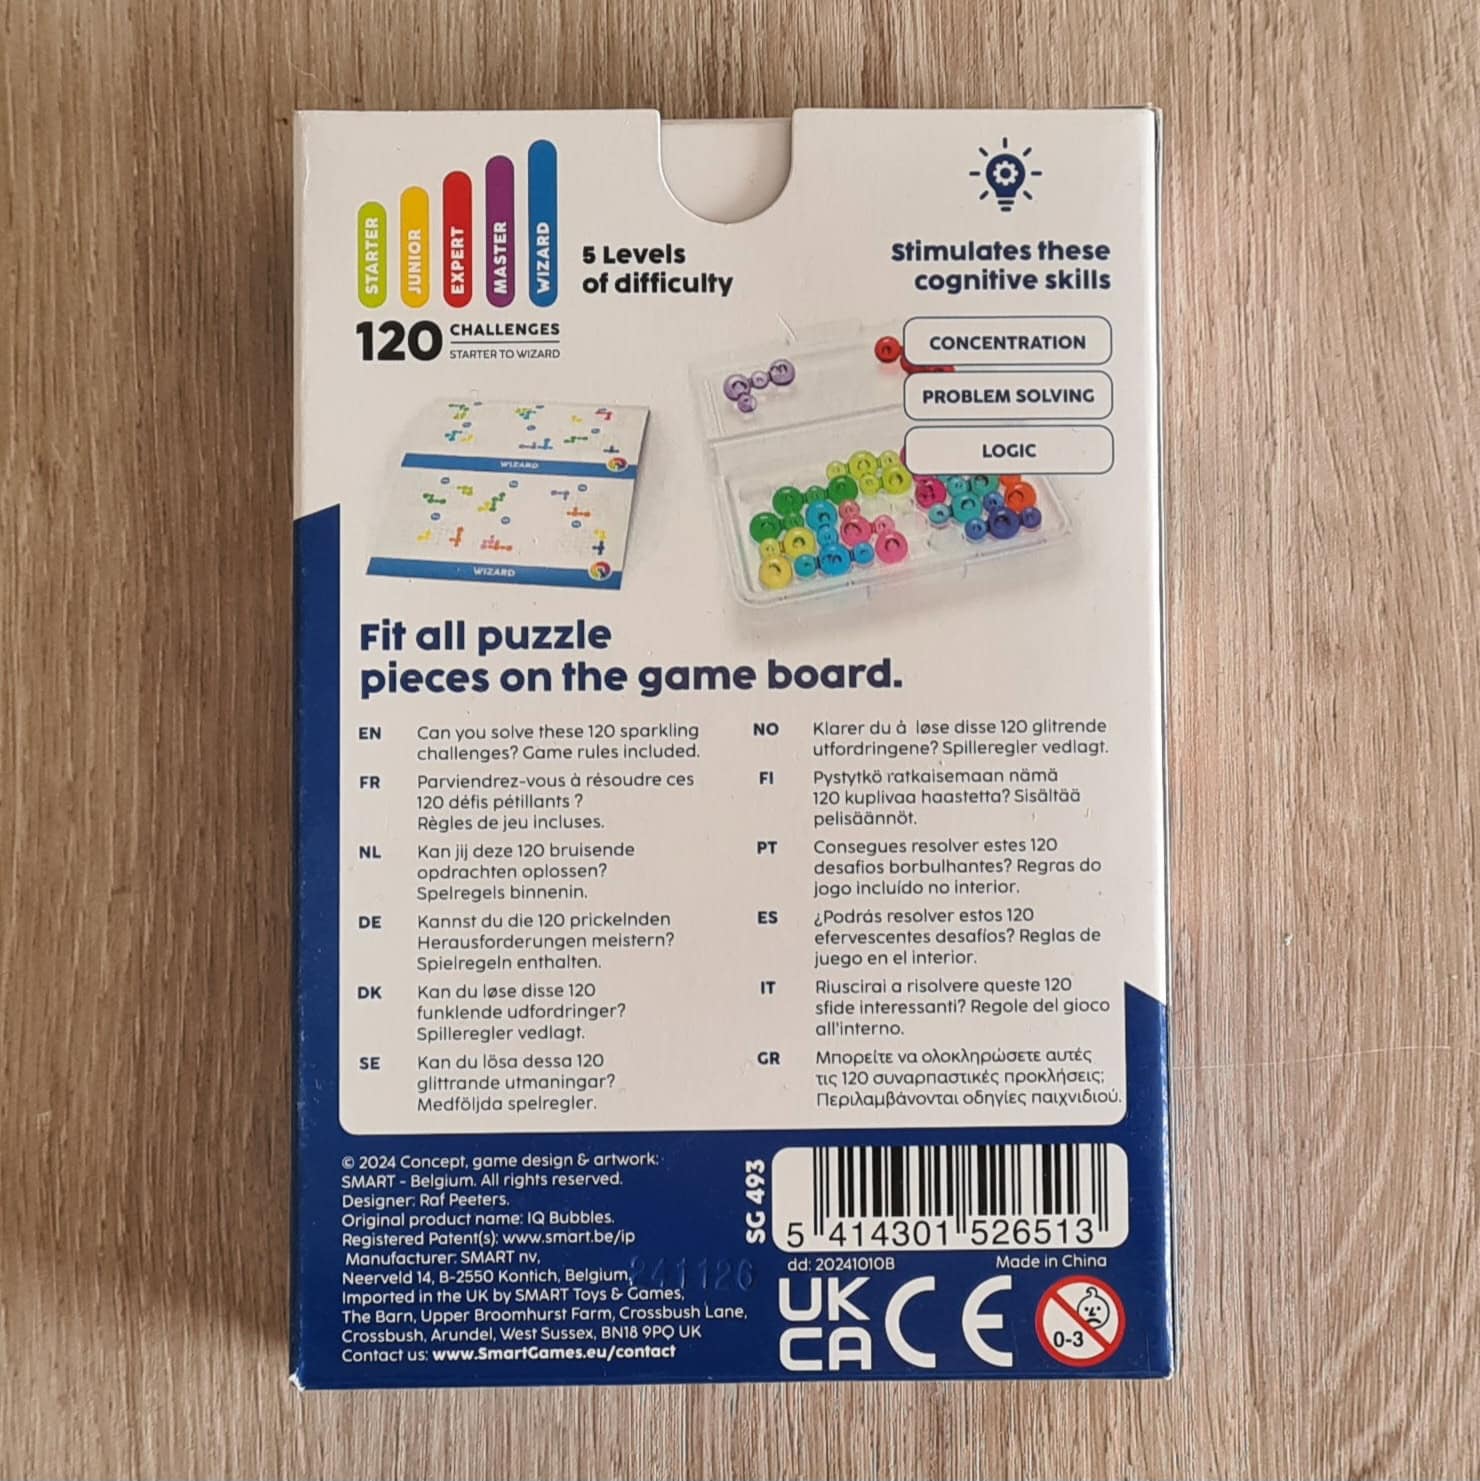 STARTER
JUNIOR
EXPERT
MASTER
WIZARD
5 Levels
of difficulty
120 CHALLENGES
STARTER TO WIZARD
Stimulates these
cognitive skills
CONCENTRATION
PROBLEM SOLVING
LOGIC
WIZARD
WIZARD
Fit all puzzle
pieces on the game board.
EN Can you solve these 120 sparkling
challenges? Game rules included.
FR Parviendrez-vous à résoudre ces
120 défis pétillants ?
Règles de jeu incluses.
NL Kan jij deze 120 bruisende
opdrachten oplossen?
Spelregels binnenin.
DE Kannst du die 120 prickelnden
Herausforderungen meistern?
Spielregeln enthalten.
DK Kan du løse disse 120
funklende udfordringer?
Spilleregler vedlagt.
SE Kan du lösa dessa 120
glittrande utmaningar?
Medföljda spelregler.
NO Klarer du å løse disse 120 glitrende
utfordringene? Spilleregler vedlagt.
FI Pystytkö ratkaisemaan nämä
120 kuplivaa haastetta? Sisältää
pelisäännöt.
PT Consegues resolver estes 120
desafios borbulhantes? Regras do
jogo incluído no interior.
ES ¿Podrás resolver estos 120
efervescentes desafíos? Reglas de
juego en el interior.
IT Riuscirai a risolvere queste 120
sfide interessanti? Regole del gioco
all'interno.
GR Μπορείτε να ολοκληρώσετε αυτές
τις 120 συναρπαστικές προκλήσεις;
Περιλαμβάνονται οδηγίες παιχνιδιού.
© 2024 Concept, game design & artwork:
SMART - Belgium. All rights reserved.
Designer: Raf Peeters.
Original product name: IQ Bubbles.
Registered Patent(s): www.smart.be/ip
Manufacturer: SMART nv,
Neerveld 14, B-2550 Kontich, Belgium,
Imported in the UK by SMART Toys & Games,
The Barn, Upper Broomhurst Farm, Crossbush Lane,
Crossbush, Arundel, West Sussex, BN18 9PQ UK
Contact us: www.SmartGames.eu/contact
241126
SG 493
5 414301 526513
dd: 20241010B
Made in China
UK
CA
CE
0-3